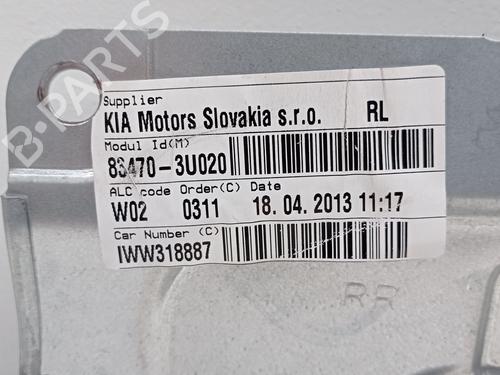 B-PARTS
Supplier
KIA Motors Slovakia s.r.o. RL
Modul Id(M)
83470-3U020
ALC code Order(C) Date
W02 0311 18. 04. 2013 11:17
Car Number (C)
IWW318887
RR